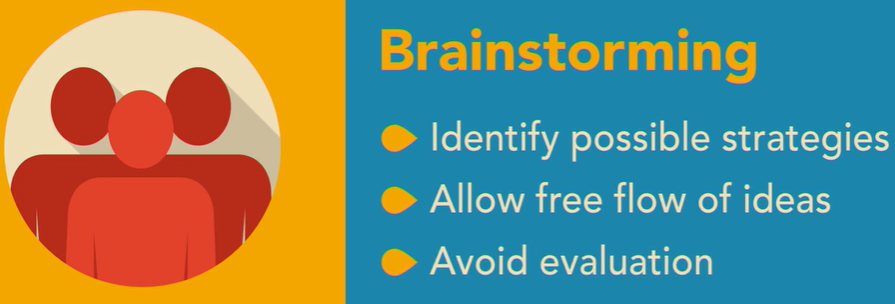 Brainstorming
Identify possible strategies
Allow free flow of ideas
Avoid evaluation